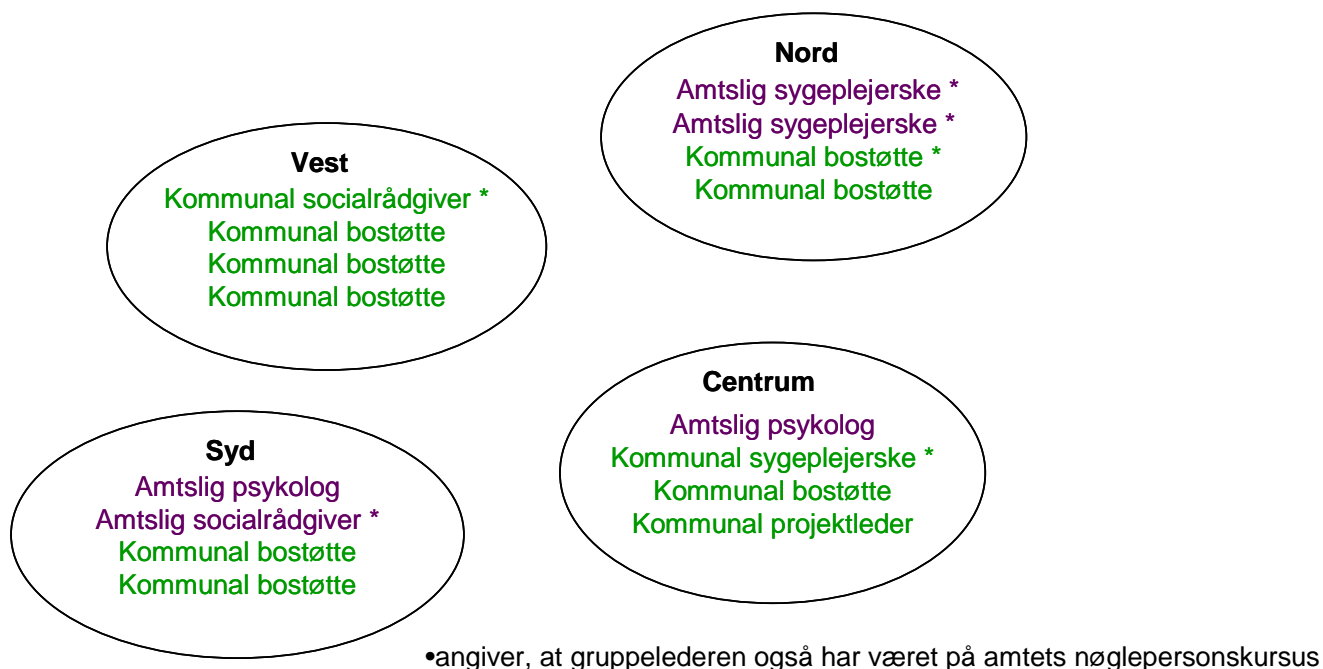 Nord
Amtslig sygeplejerske *
Amtslig sygeplejerske *
Kommunal bostøtte *
Kommunal bostøtte
Vest
Kommunal socialrådgiver *
Kommunal bostøtte
Kommunal bostøtte
Kommunal bostøtte
Centrum
Amtslig psykolog
Kommunal sygeplejerske *
Kommunal bostøtte
Kommunal projektleder
Syd
Amtslig psykolog
Amtslig socialrådgiver *
Kommunal bostøtte
Kommunal bostøtte
•angiver, at gruppelederen også har været på amtets nøglepersonskursus